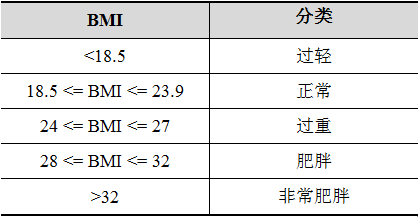 BMI 分类
<18.5 过轻
18.5 <= BMI <= 23.9 正常
24 <= BMI <= 27 过重
28 <= BMI <= 32 肥胖
>32 非常肥胖